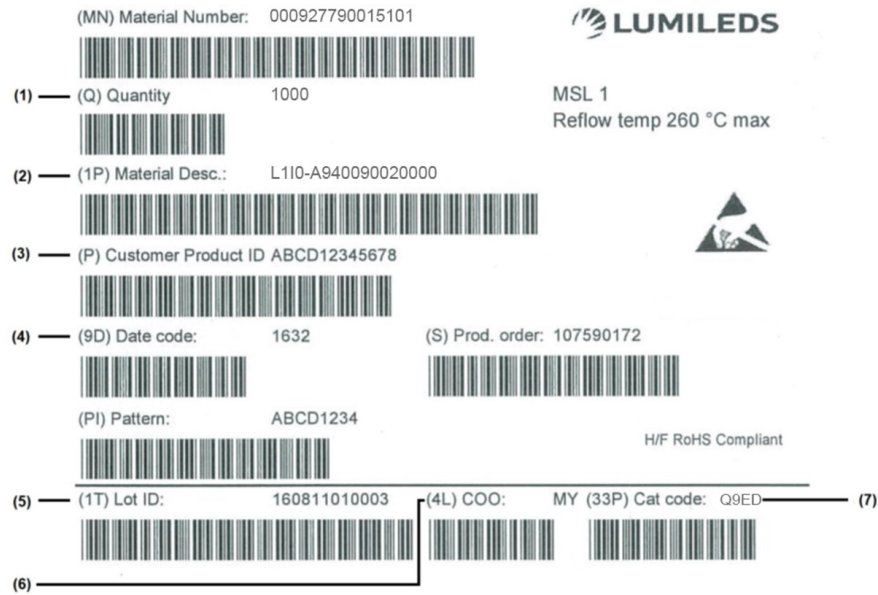 (MN) Material Number: 000927790015101
LUMILEDS
(1) (Q) Quantity 1000
MSL 1
Reflow temp 260 °C max
(2) (1P) Material Desc.: L1I0-A940090020000
(3) (P) Customer Product ID ABCD12345678
(4) (9D) Date code: 1632 (S) Prod. order: 107590172
(PI) Pattern: ABCD1234
H/F RoHS Compliant
(5) (1T) Lot ID: 160811010003 (4L) COO: MY (33P) Cat code: Q9ED (7)
(6)